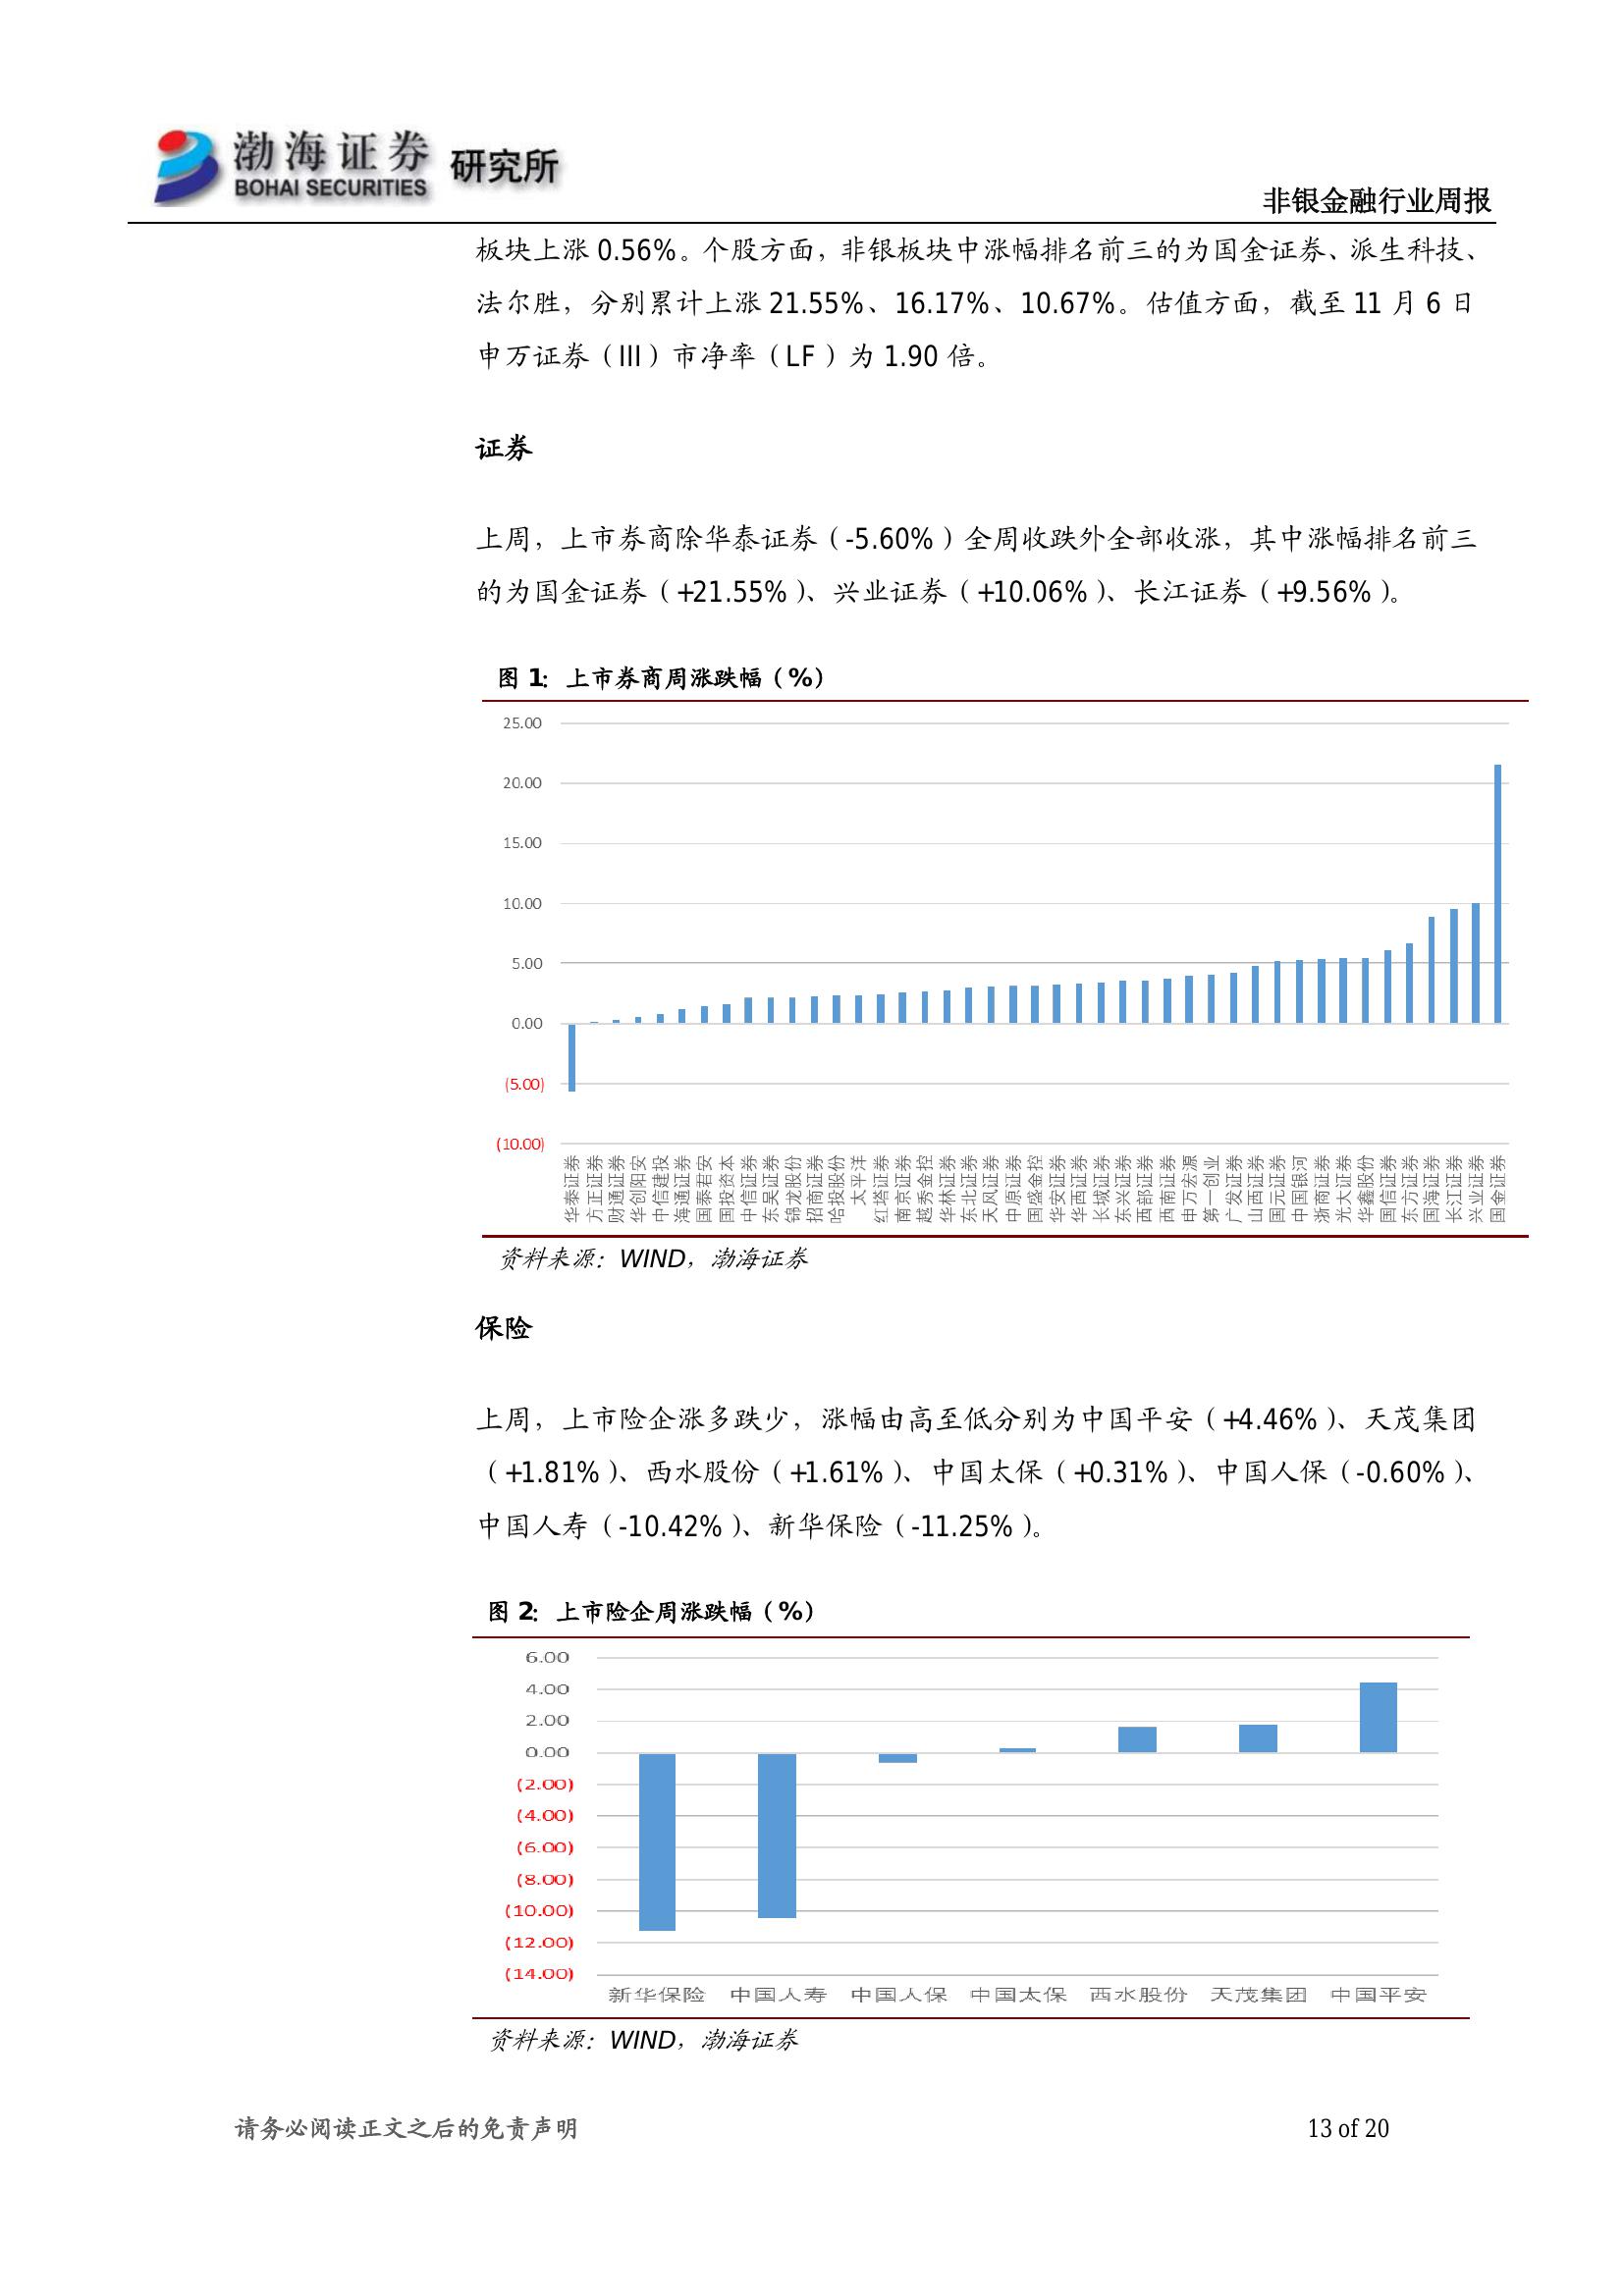 渤海证券 研究所
BOHAI SECURITIES
非银金融行业周报
板块上涨 0.56%。个股方面，非银板块中涨幅排名前三的为国金证券、派生科技、
法尔胜，分别累计上涨 21.55%、16.17%、10.67%。估值方面，截至 11 月 6 日
申万证券（III）市净率（LF）为 1.90 倍。
证券
上周，上市券商除华泰证券（-5.60%）全周收跌外全部收涨，其中涨幅排名前三
的为国金证券（+21.55%）、兴业证券（+10.06%）、长江证券（+9.56%）。
图 1：上市券商周涨跌幅（%）
25.00
20.00
15.00
10.00
5.00
0.00
(5.00)
(10.00)
华泰证券
方正证券
财通证券
华创阳安
中信建投
海通证券
国泰君安
国投资本
中信证券
东吴证券
锦龙股份
招商证券
哈投股份
太平洋
红塔证券
南京证券
越秀金控
华林证券
东北证券
天风证券
中原证券
国盛金控
华安证券
华西证券
长城证券
东兴证券
西部证券
西南证券
申万宏源
第一创业
广发证券
山西证券
国元证券
中国银河
浙商证券
光大证券
华鑫股份
国信证券
东方证券
国海证券
长江证券
兴业证券
国金证券
资料来源：WIND，渤海证券
保险
上周，上市险企涨多跌少，涨幅由高至低分别为中国平安（+4.46%）、天茂集团
（+1.81%）、西水股份（+1.61%）、中国太保（+0.31%）、中国人保（-0.60%）、
中国人寿（-10.42%）、新华保险（-11.25%）。
图 2：上市险企周涨跌幅（%）
6.00
4.00
2.00
0.00
(2.00)
(4.00)
(6.00)
(8.00)
(10.00)
(12.00)
(14.00)
新华保险 中国人寿 中国人保 中国太保 西水股份 天茂集团 中国平安
资料来源：WIND，渤海证券
请务必阅读正文之后的免责声明 13 of 20